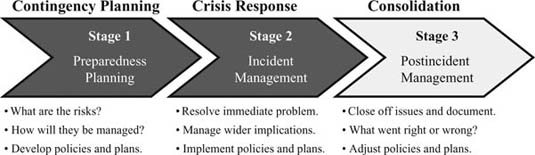 Contingency Planning
Crisis Response
Consolidation
Stage 1
Preparedness
Planning
Stage 2
Incident
Management
Stage 3
Postincident
Management
• What are the risks?
• How will they be managed?
• Develop policies and plans.
• Resolve immediate problem.
• Manage wider implications.
• Implement policies and plans.
• Close off issues and document.
• What went right or wrong?
• Adjust policies and plans.